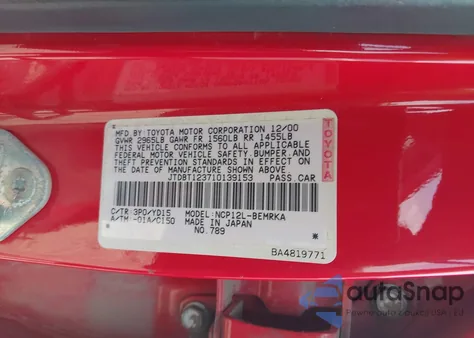 MFD BY TOYOTA MOTOR CORPORATION 12/00
GVWR 2965LB GAWR FR 1560LB RR 1455LB
THIS VEHICLE CONFORMS TO ALL APPLICABLE
FEDERAL MOTOR VEHICLE SAFETY,BUMPER,AND
THEFT PREVENTION STANDARDS IN EFFECT ON
THE DATE OF MANUFACTURE SHOWN ABOVE.
JTDBT123710139153 PASS.CAR
TOYOTA
C/TR 3P0/YD15 MODEL: NCP12L-BEMRKA
A/TM -01A/C150 MADE IN JAPAN
NO.789
BA4819771
autoSnap